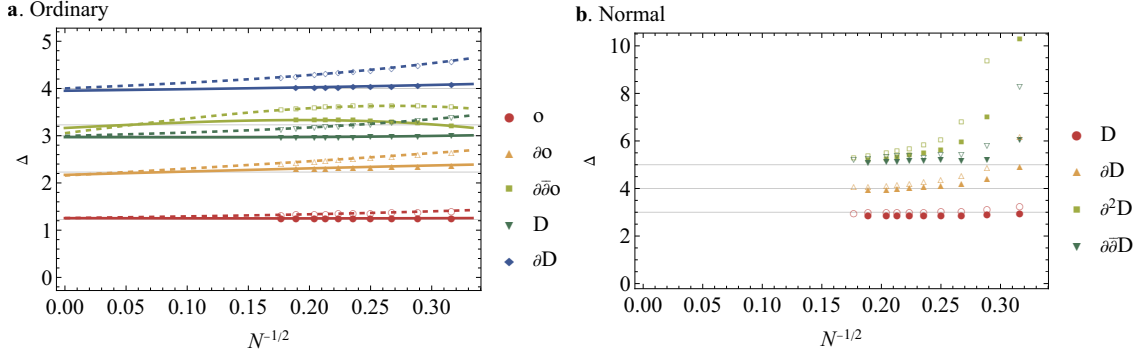 a. Ordinary
5
4
3
2
1
0
Δ
0.00 0.05 0.10 0.15 0.20 0.25 0.30
N^{-1/2}
o
∂o
∂∂̄o
D
∂D
b. Normal
10
8
6
4
2
0
Δ
0.00 0.05 0.10 0.15 0.20 0.25 0.30
N^{-1/2}
D
∂D
∂²D
∂∂̄D